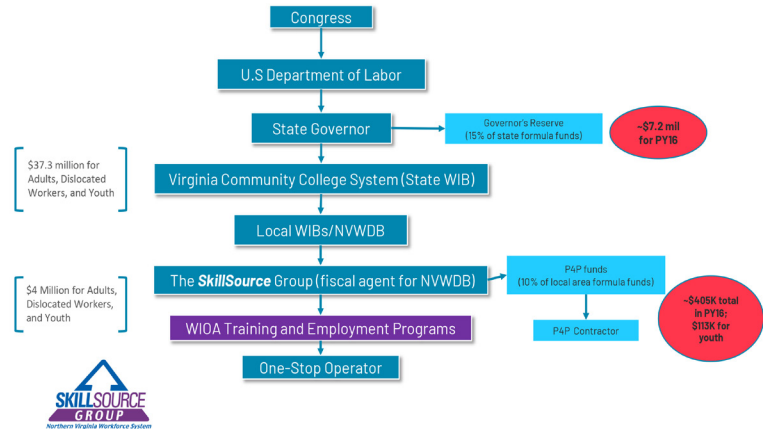 Congress
U.S Department of Labor
State Governor
Governor's Reserve
(15% of state formula funds)
~$7.2 mil
for PY16
$37.3 million for
Adults, Dislocated
Workers, and Youth
Virginia Community College System (State WIB)
Local WIBs/NVWDB
$4 Million for Adults,
Dislocated Workers,
and Youth
The SkillSource Group (fiscal agent for NVWDB)
P4P funds
(10% of local area formula funds)
~$405K total
in PY16;
$113K for
youth
WIOA Training and Employment Programs
P4P Contractor
One-Stop Operator
SKILLSOURCE
GROUP
Northern Virginia Workforce System